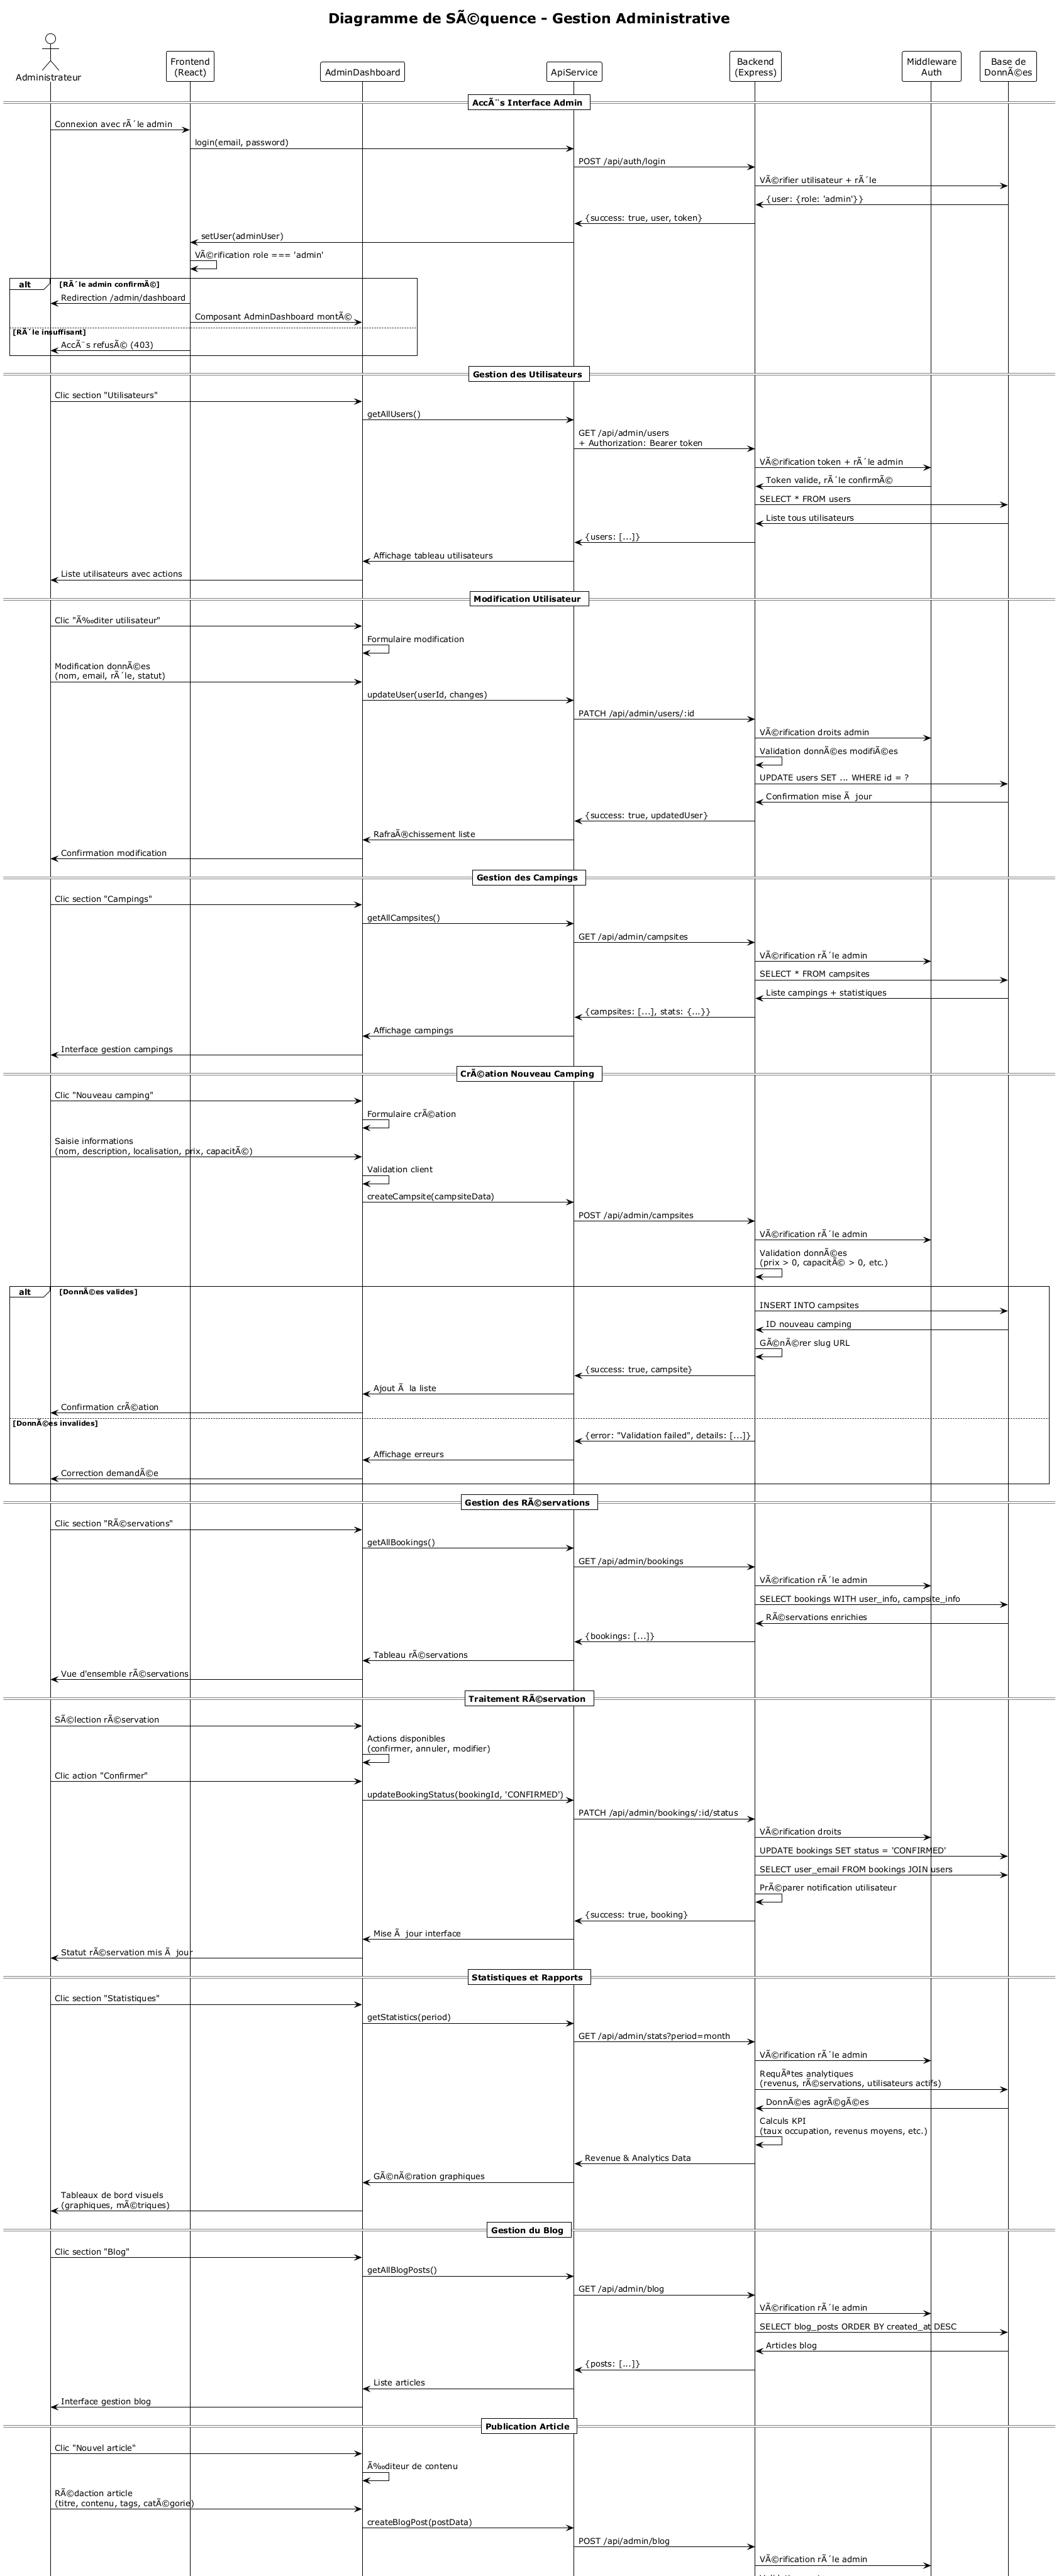 Diagramme de SÃ©quence - Gestion Administrative
Administrateur
Frontend
(React)
AdminDashboard
ApiService
Backend
(Express)
Middleware
Auth
Base de
DonnÃ©es
AccÃ¨s Interface Admin
Connexion avec rÃ´le admin
login(email, password)
POST /api/auth/login
VÃ©rifier utilisateur + rÃ´le
{user: {role: 'admin'}}
{success: true, user, token}
setUser(adminUser)
VÃ©rification role === 'admin'
alt
[RÃ´le admin confirmÃ©]
Redirection /admin/dashboard
Composant AdminDashboard montÃ©
[RÃ´le insuffisant]
AccÃ¨s refusÃ© (403)
Gestion des Utilisateurs
Clic section "Utilisateurs"
getAllUsers()
GET /api/admin/users
+ Authorization: Bearer token
VÃ©rification token + rÃ´le admin
Token valide, rÃ´le confirmÃ©
SELECT * FROM users
Liste tous utilisateurs
{users: [...]}
Affichage tableau utilisateurs
Liste utilisateurs avec actions
Modification Utilisateur
Clic "Ã‰diter utilisateur"
Formulaire modification
Modification donnÃ©es
(nom, email, rÃ´le, statut)
updateUser(userId, changes)
PATCH /api/admin/users/:id
VÃ©rification droits admin
Validation donnÃ©es modifiÃ©es
UPDATE users SET ... WHERE id = ?
Confirmation mise Ã  jour
{success: true, updatedUser}
RafraÃ®chissement liste
Confirmation modification
Gestion des Campings
Clic section "Campings"
getAllCampsites()
GET /api/admin/campsites
VÃ©rification rÃ´le admin
SELECT * FROM campsites
Liste campings + statistiques
{campsites: [...], stats: {...}}
Affichage campings
Interface gestion campings
CrÃ©ation Nouveau Camping
Clic "Nouveau camping"
Formulaire crÃ©ation
Saisie informations
(nom, description, localisation, prix, capacitÃ©)
Validation client
createCampsite(campsiteData)
POST /api/admin/campsites
VÃ©rification rÃ´le admin
Validation donnÃ©es
(prix > 0, capacitÃ© > 0, etc.)
alt
[DonnÃ©es valides]
INSERT INTO campsites
ID nouveau camping
GÃ©nÃ©rer slug URL
{success: true, campsite}
Ajout Ã  la liste
Confirmation crÃ©ation
[DonnÃ©es invalides]
{error: "Validation failed", details: [...]}
Affichage erreurs
Correction demandÃ©e
Gestion des RÃ©servations
Clic section "RÃ©servations"
getAllBookings()
GET /api/admin/bookings
VÃ©rification rÃ´le admin
SELECT bookings WITH user_info, campsite_info
RÃ©servations enrichies
{bookings: [...]}
Tableau rÃ©servations
Vue d'ensemble rÃ©servations
Traitement RÃ©servation
SÃ©lection rÃ©servation
Actions disponibles
(confirmer, annuler, modifier)
Clic action "Confirmer"
updateBookingStatus(bookingId, 'CONFIRMED')
PATCH /api/admin/bookings/:id/status
VÃ©rification droits
UPDATE bookings SET status = 'CONFIRMED'
SELECT user_email FROM bookings JOIN users
PrÃ©parer notification utilisateur
{success: true, booking}
Mise Ã  jour interface
Statut rÃ©servation mis Ã  jour
Statistiques et Rapports
Clic section "Statistiques"
getStatistics(period)
GET /api/admin/stats?period=month
VÃ©rification rÃ´le admin
RequÃªtes analytiques
(revenus, rÃ©servations, utilisateurs actifs)
DonnÃ©es agrÃ©gÃ©es
Calculs KPI
(taux occupation, revenus moyens, etc.)
Revenue & Analytics Data
GÃ©nÃ©ration graphiques
Tableaux de bord visuels
(graphiques, mÃ©triques)
Gestion du Blog
Clic section "Blog"
getAllBlogPosts()
GET /api/admin/blog
VÃ©rification rÃ´le admin
SELECT blog_posts ORDER BY created_at DESC
Articles blog
{posts: [...]}
Liste articles
Interface gestion blog
Publication Article
Clic "Nouvel article"
Ã‰diteur de contenu
RÃ©daction article
(titre, contenu, tags, catÃ©gorie)
createBlogPost(postData)
POST /api/admin/blog
VÃ©rification rÃ´le admin